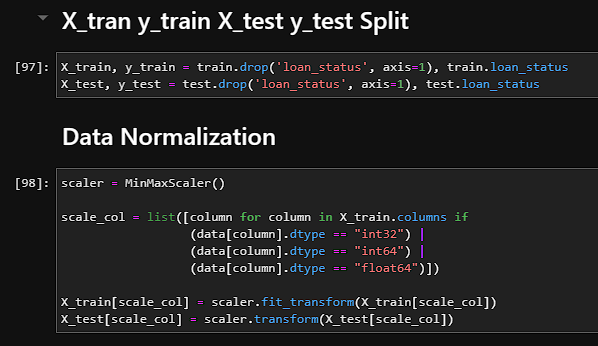 X_tran y_train X_test y_test Split
[97]: X_train, y_train = train.drop('loan_status', axis=1), train.loan_status
X_test, y_test = test.drop('loan_status', axis=1), test.loan_status
Data Normalization
[98]: scaler = MinMaxScaler()
scale_col = list([column for column in X_train.columns if
(data[column].dtype == "int32") |
(data[column].dtype == "int64") |
(data[column].dtype == "float64")])
X_train[scale_col] = scaler.fit_transform(X_train[scale_col])
X_test[scale_col] = scaler.transform(X_test[scale_col])